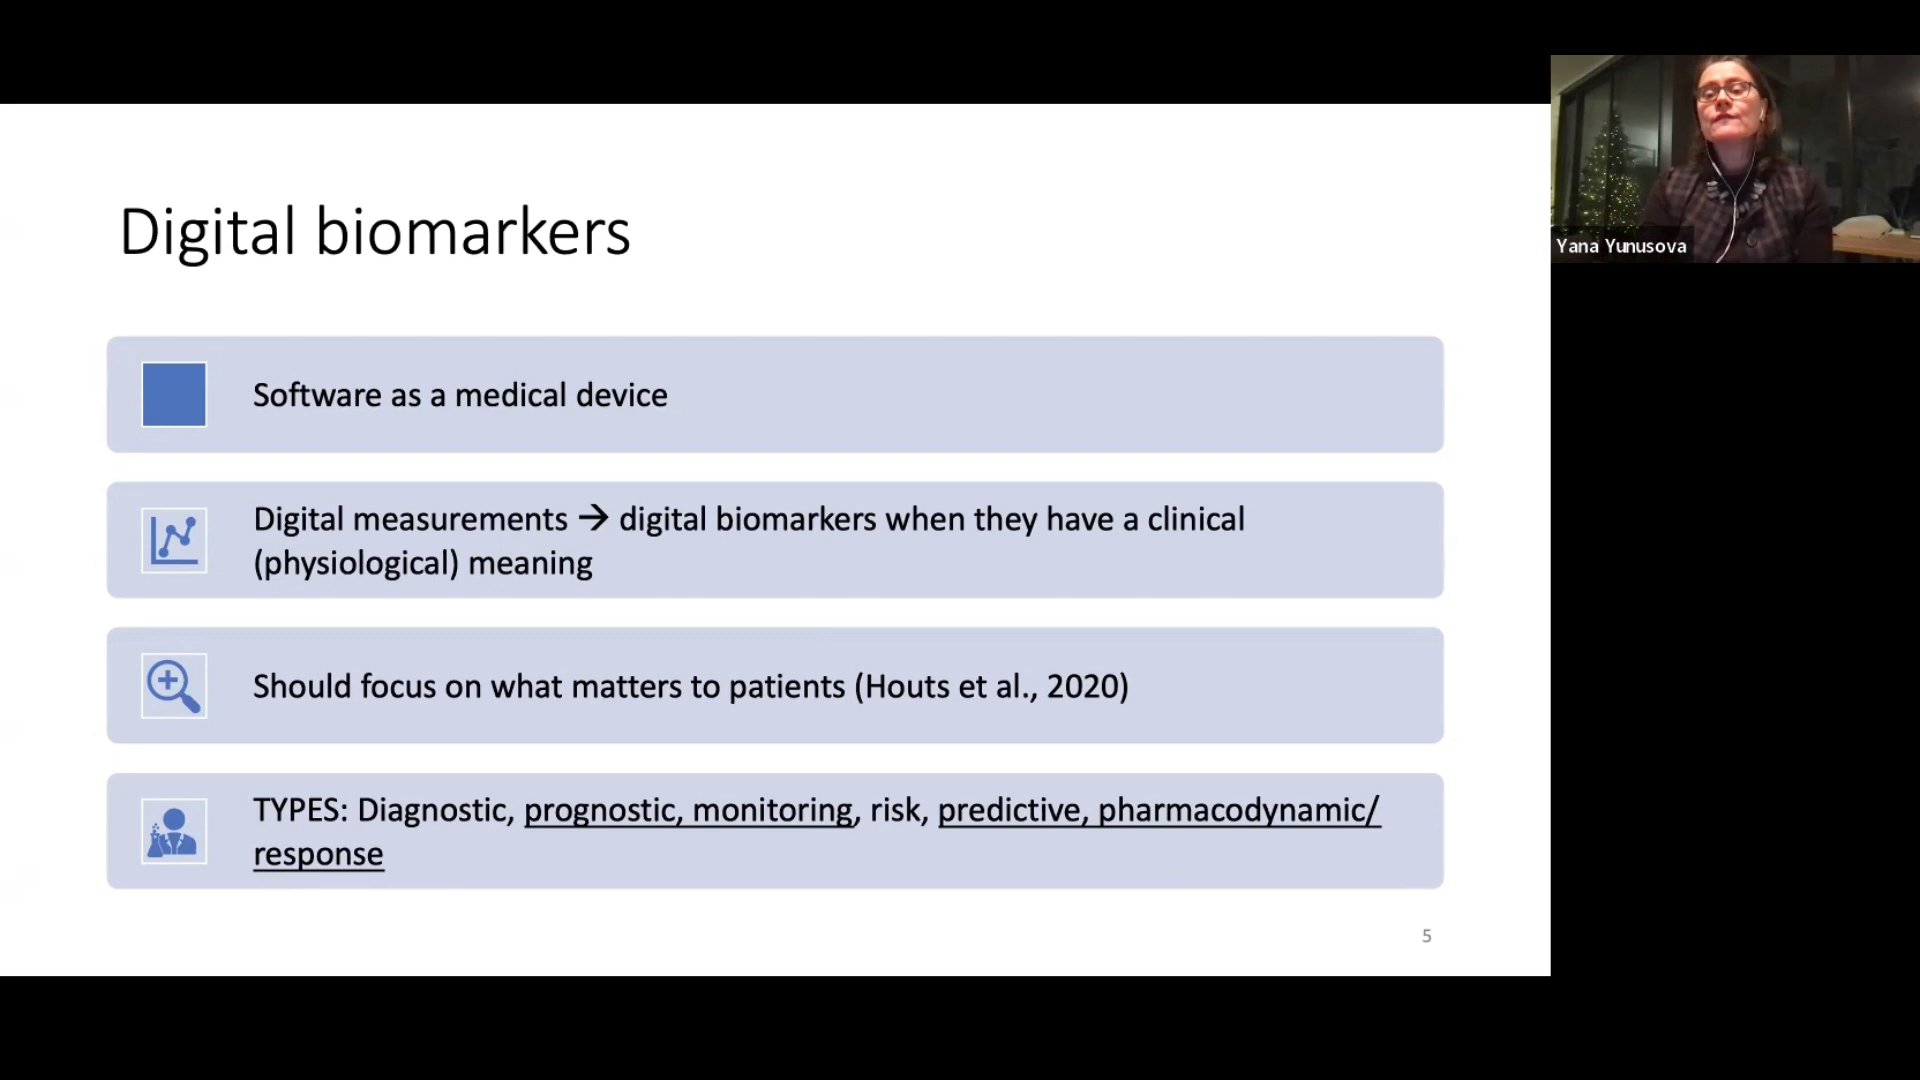 Digital biomarkers
Software as a medical device
Digital measurements → digital biomarkers when they have a clinical
(physiological) meaning
Should focus on what matters to patients (Houts et al., 2020)
TYPES: Diagnostic, prognostic, monitoring, risk, predictive, pharmacodynamic/
response
5
Yana Yunusova